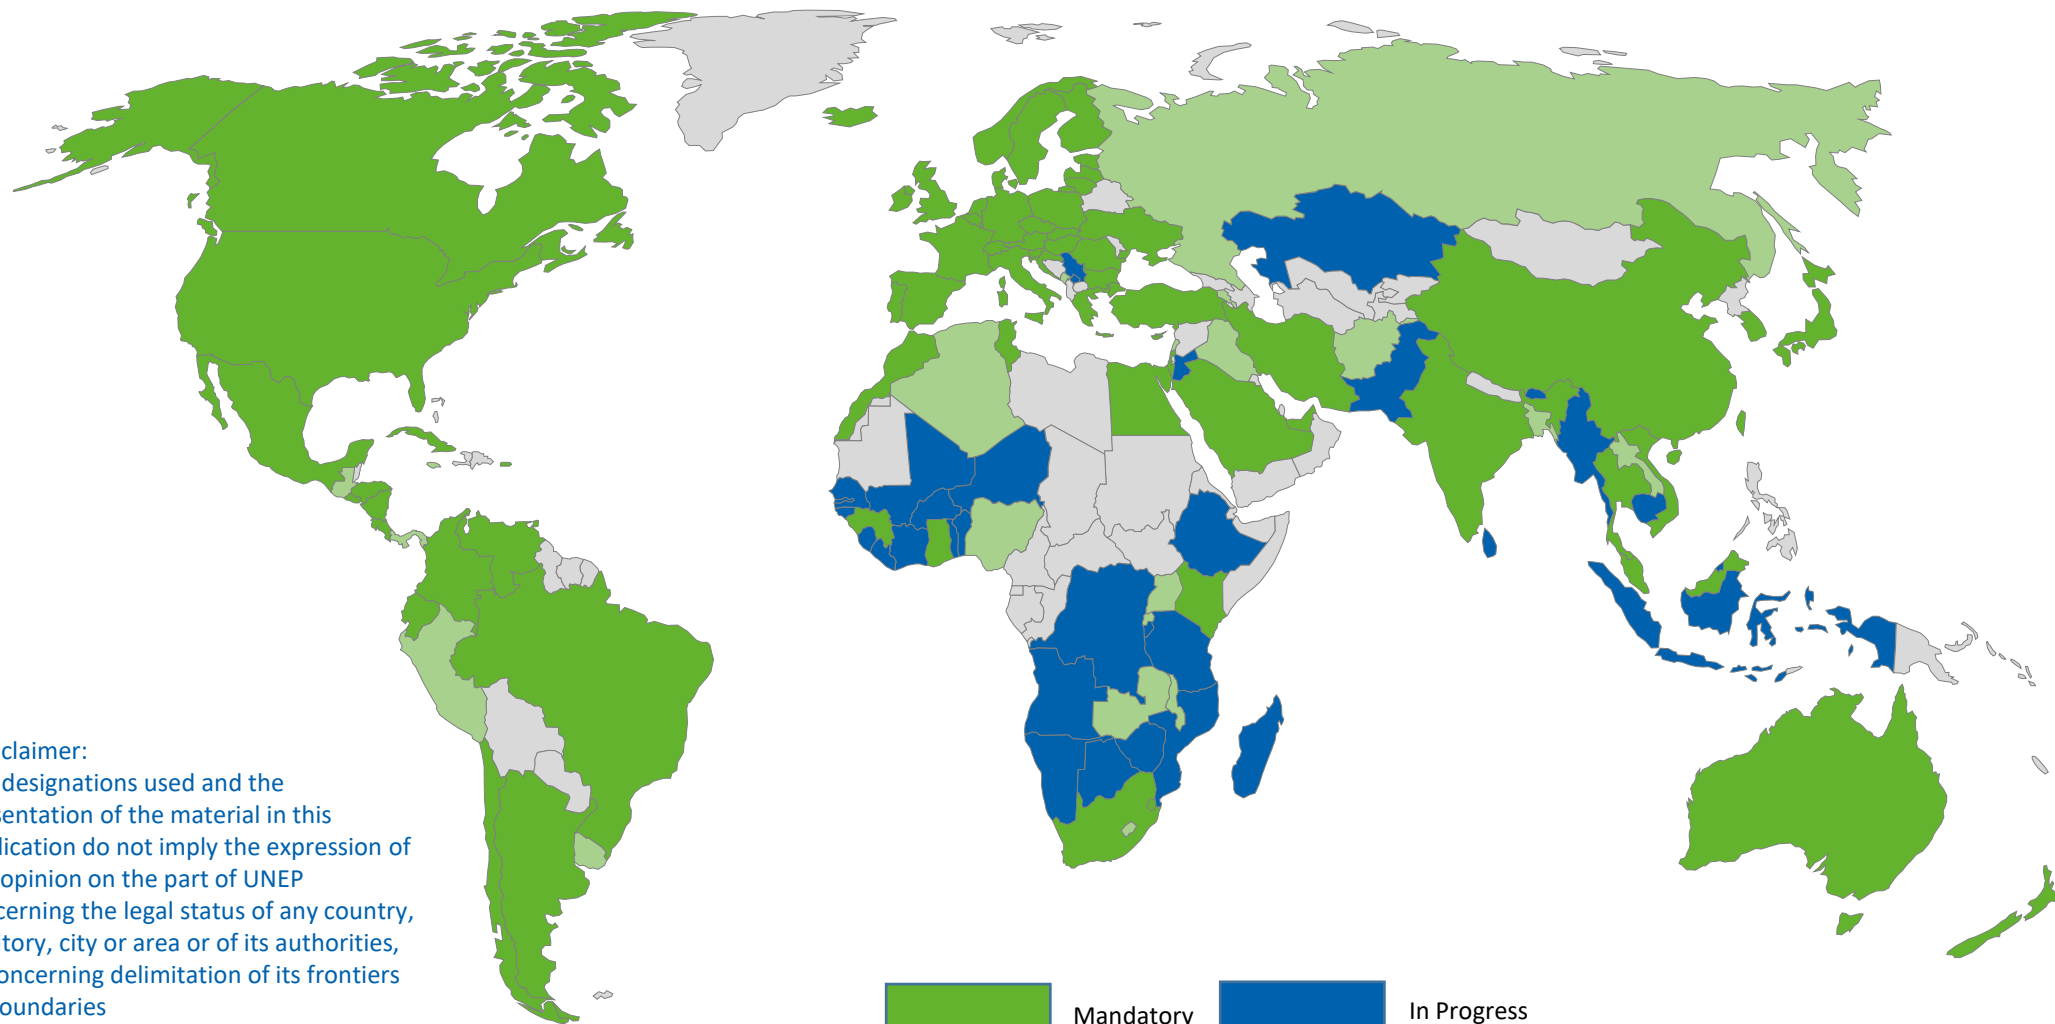 claimer:
designations used and the
sentation of the material in this
lication do not imply the expression of
opinion on the part of UNEP
cerning the legal status of any country,
itory, city or area or of its authorities,
oncerning delimitation of its frontiers
oundaries
Mandatory
In Progress